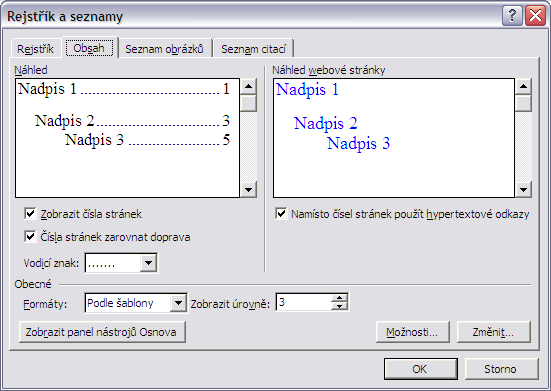 Rejstřík a seznamy
Rejstřík Obsah Seznam obrázků Seznam citací
Náhled
Nadpis 1 ................................ 1
Nadpis 2 ............................ 3
Nadpis 3 ..................... 5
Náhled webové stránky
Nadpis 1
Nadpis 2
Nadpis 3
Zobrazit čísla stránek
Čísla stránek zarovnat doprava
Vodicí znak: .......
Namísto čísel stránek použít hypertextové odkazy
Obecné
Formáty: Podle šablony Zobrazit úrovně: 3
Zobrazit panel nástrojů Osnova Možnosti... Změnit...
OK Storno